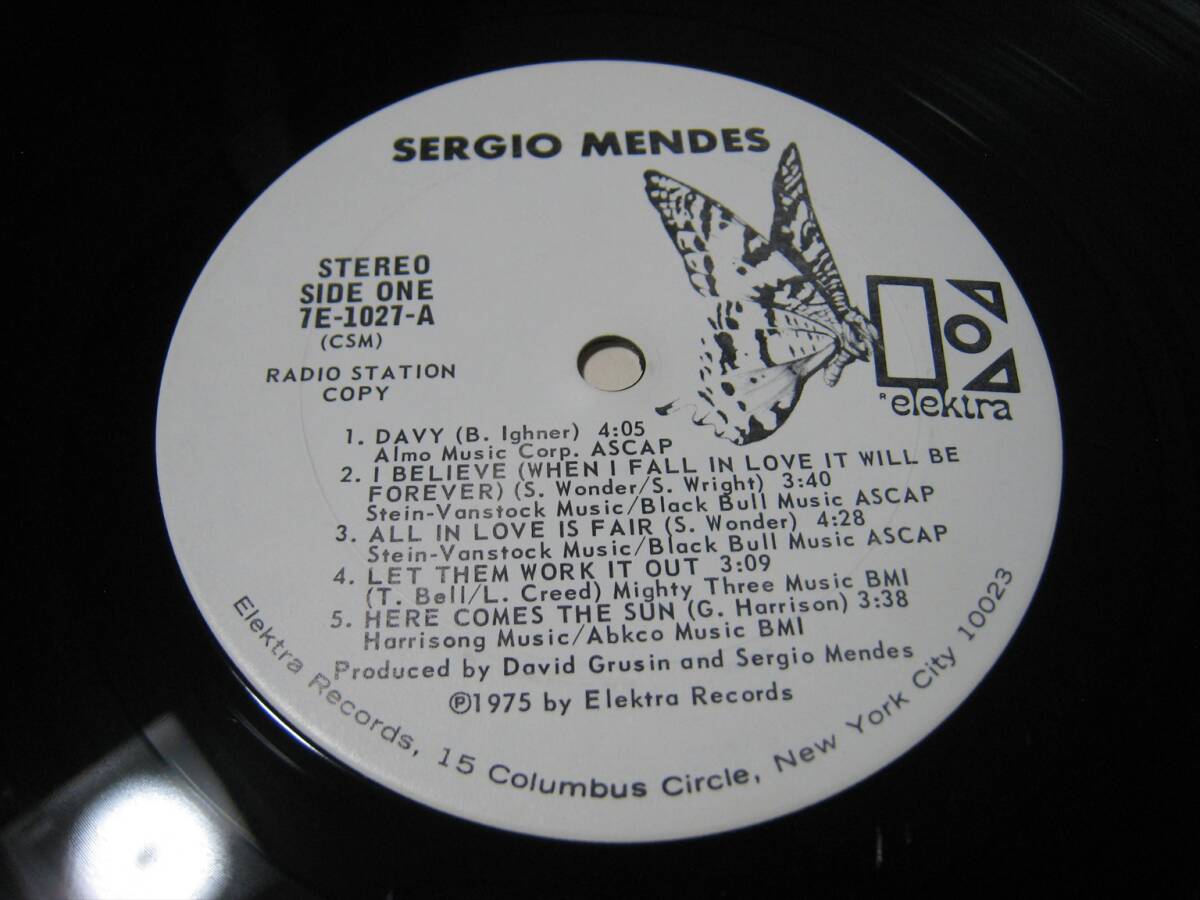 SERGIO MENDES
STEREO
SIDE ONE
7E-1027-A
(CSM)
RADIO STATION
COPY
R elektra
1. DAVY (B. Ighner) 4:05
Almo Music Corp. ASCAP
2. I BELIEVE (WHEN I FALL IN LOVE IT WILL BE
FOREVER) (S. Wonder/S. Wright) 3:40
Stein-Vanstock Music/Black Bull Music ASCAP
3. ALL IN LOVE IS FAIR (S. Wonder) 4:28
Stein-Vanstock Music/Black Bull Music ASCAP
4. LET THEM WORK IT OUT 3:09
(T. Bell/L. Creed) Mighty Three Music BMI
5. HERE COMES THE SUN (G. Harrison) 3:38
Harrisong Music/Abkco Music BMI
Produced by David Grusin and Sergio Mendes
℗1975 by Elektra Records
Elektra Records, 15 Columbus Circle, New York City 10023